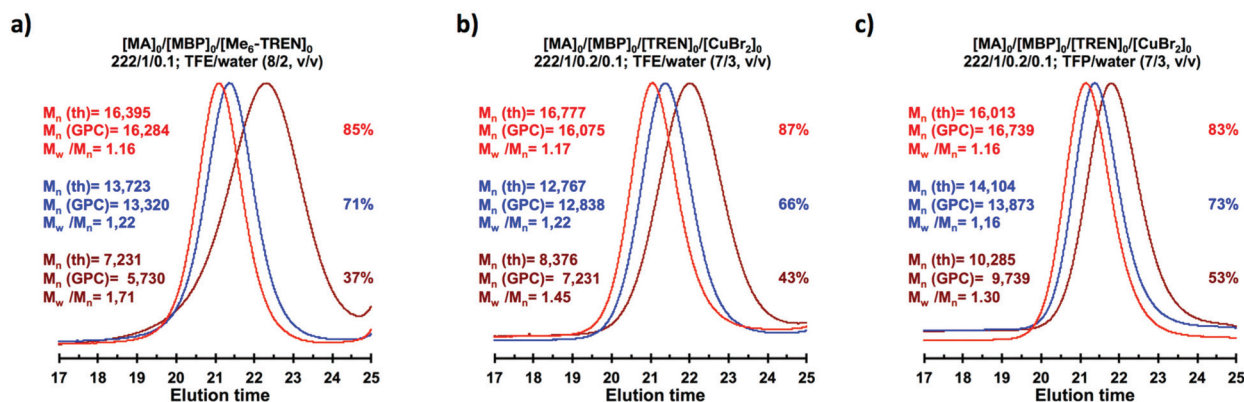 a)
[MA]₀/[MBP]₀/[Me₆-TREN]₀
222/1/0.1; TFE/water (8/2, v/v)
Mₙ (th)= 16,395
Mₙ (GPC)= 16,284
M_w /Mₙ= 1.16
85%
Mₙ (th)= 13,723
Mₙ (GPC)= 13,320
M_w /Mₙ= 1,22
71%
Mₙ (th)= 7,231
Mₙ (GPC)= 5,730
M_w /Mₙ= 1,71
37%
17 18 19 20 21 22 23 24 25
Elution time
b)
[MA]₀/[MBP]₀/[TREN]₀/[CuBr₂]₀
222/1/0.2/0.1; TFE/water (7/3, v/v)
Mₙ (th)= 16,777
Mₙ (GPC)= 16,075
M_w /Mₙ= 1.17
87%
Mₙ (th)= 12,767
Mₙ (GPC)= 12,838
M_w /Mₙ= 1,22
66%
Mₙ (th)= 8,376
Mₙ (GPC)= 7,231
M_w /Mₙ= 1.45
43%
17 18 19 20 21 22 23 24 25
Elution time
c)
[MA]₀/[MBP]₀/[TREN]₀/[CuBr₂]₀
222/1/0.2/0.1; TFP/water (7/3, v/v)
Mₙ (th)= 16,013
Mₙ (GPC)= 16,739
M_w /Mₙ= 1.16
83%
Mₙ (th)= 14,104
Mₙ (GPC)= 13,873
M_w /Mₙ= 1,16
73%
Mₙ (th)= 10,285
Mₙ (GPC)= 9,739
M_w /Mₙ= 1.30
53%
17 18 19 20 21 22 23 24 25
Elution time